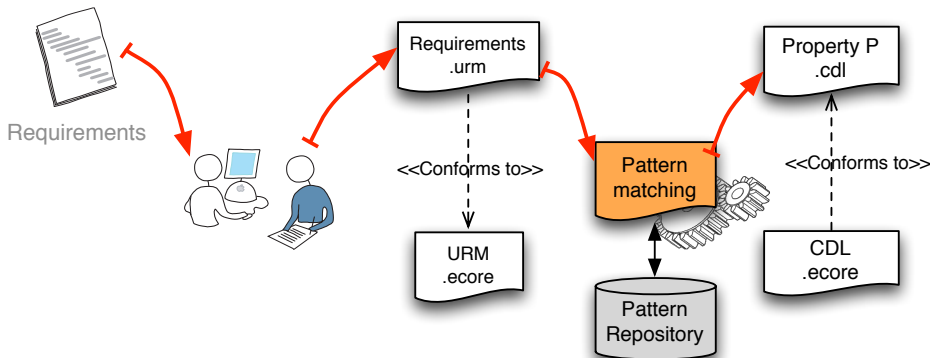 Requirements
Requirements
.urm
Property P
.cdl
<<Conforms to>>
Pattern
matching
<<Conforms to>>
URM
.ecore
CDL
.ecore
Pattern
Repository